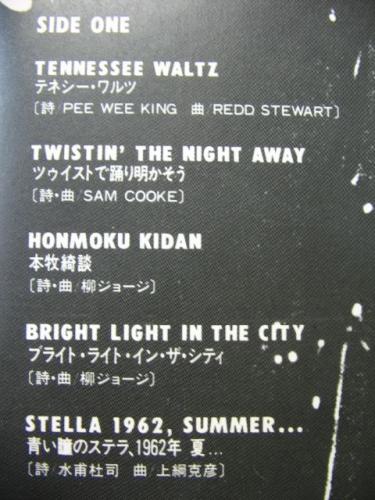 SIDE ONE
TENNESSEE WALTZ
テネシー・ワルツ
〔詩/PEE WEE KING 曲/REDD STEWART〕
TWISTIN' THE NIGHT AWAY
ツゥイストで踊り明かそう
〔詩・曲/SAM COOKE〕
HONMOKU KIDAN
本牧綺談
〔詩・曲/柳ジョージ〕
BRIGHT LIGHT IN THE CITY
ブライト・ライト・イン・ザ・シティ
〔詩・曲/柳ジョージ〕
STELLA 1962, SUMMER...
青い瞳のステラ、1962年 夏...
〔詩/水甫杜司 曲/上綱克彦〕